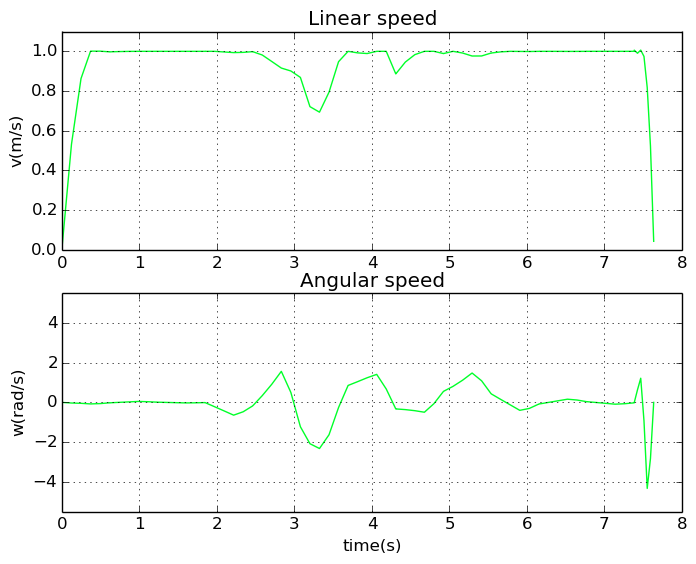 Linear speed
1.0
0.8
0.6
0.4
0.2
0.0
v(m/s)
0 1 2 3 4 5 6 7 8
Angular speed
4
2
0
−2
−4
w(rad/s)
0 1 2 3 4 5 6 7 8
time(s)